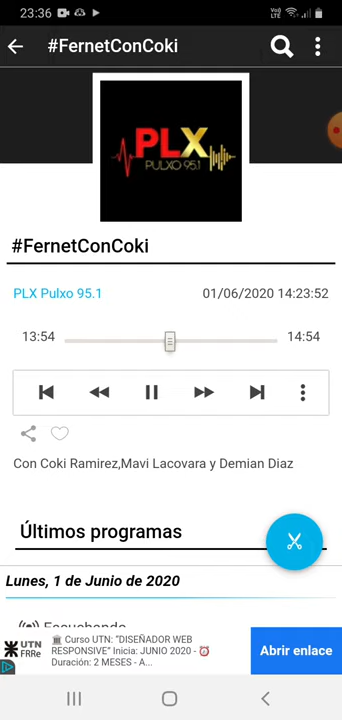 23:36
#FernetConCoki
PLX
PULXO 95.1
#FernetConCoki
PLX Pulxo 95.1
01/06/2020 14:23:52
13:54
14:54
Con Coki Ramirez,Mavi Lacovara y Demian Diaz
Últimos programas
Lunes, 1 de Junio de 2020
Escuchando
UTN
FRRe
Curso UTN: "DISEÑADOR WEB
RESPONSIVE" Inicia: JUNIO 2020 -
Duración: 2 MESES - A...
Abrir enlace